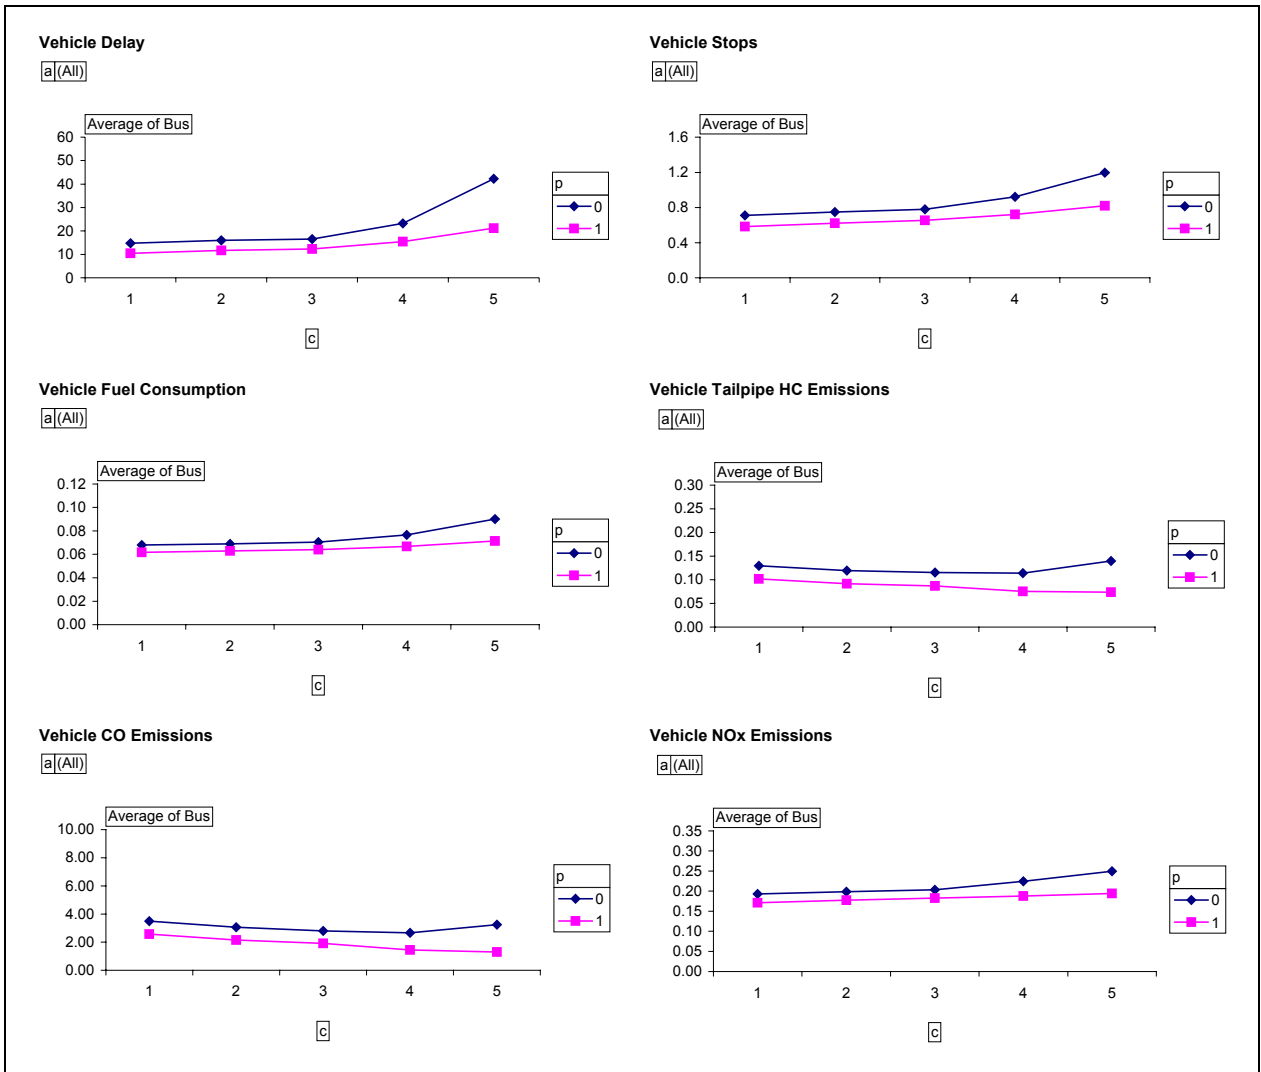 Vehicle Delay
a (All)
Average of Bus
60
50
40
30
20
10
0
1 2 3 4 5
c
p
0
1
Vehicle Stops
a (All)
Average of Bus
1.6
1.2
0.8
0.4
0.0
1 2 3 4 5
c
p
0
1
Vehicle Fuel Consumption
a (All)
Average of Bus
0.12
0.10
0.08
0.06
0.04
0.02
0.00
1 2 3 4 5
c
p
0
1
Vehicle Tailpipe HC Emissions
a (All)
Average of Bus
0.30
0.25
0.20
0.15
0.10
0.05
0.00
1 2 3 4 5
c
p
0
1
Vehicle CO Emissions
a (All)
Average of Bus
10.00
8.00
6.00
4.00
2.00
0.00
1 2 3 4 5
c
p
0
1
Vehicle NOx Emissions
a (All)
Average of Bus
0.35
0.30
0.25
0.20
0.15
0.10
0.05
0.00
1 2 3 4 5
c
p
0
1